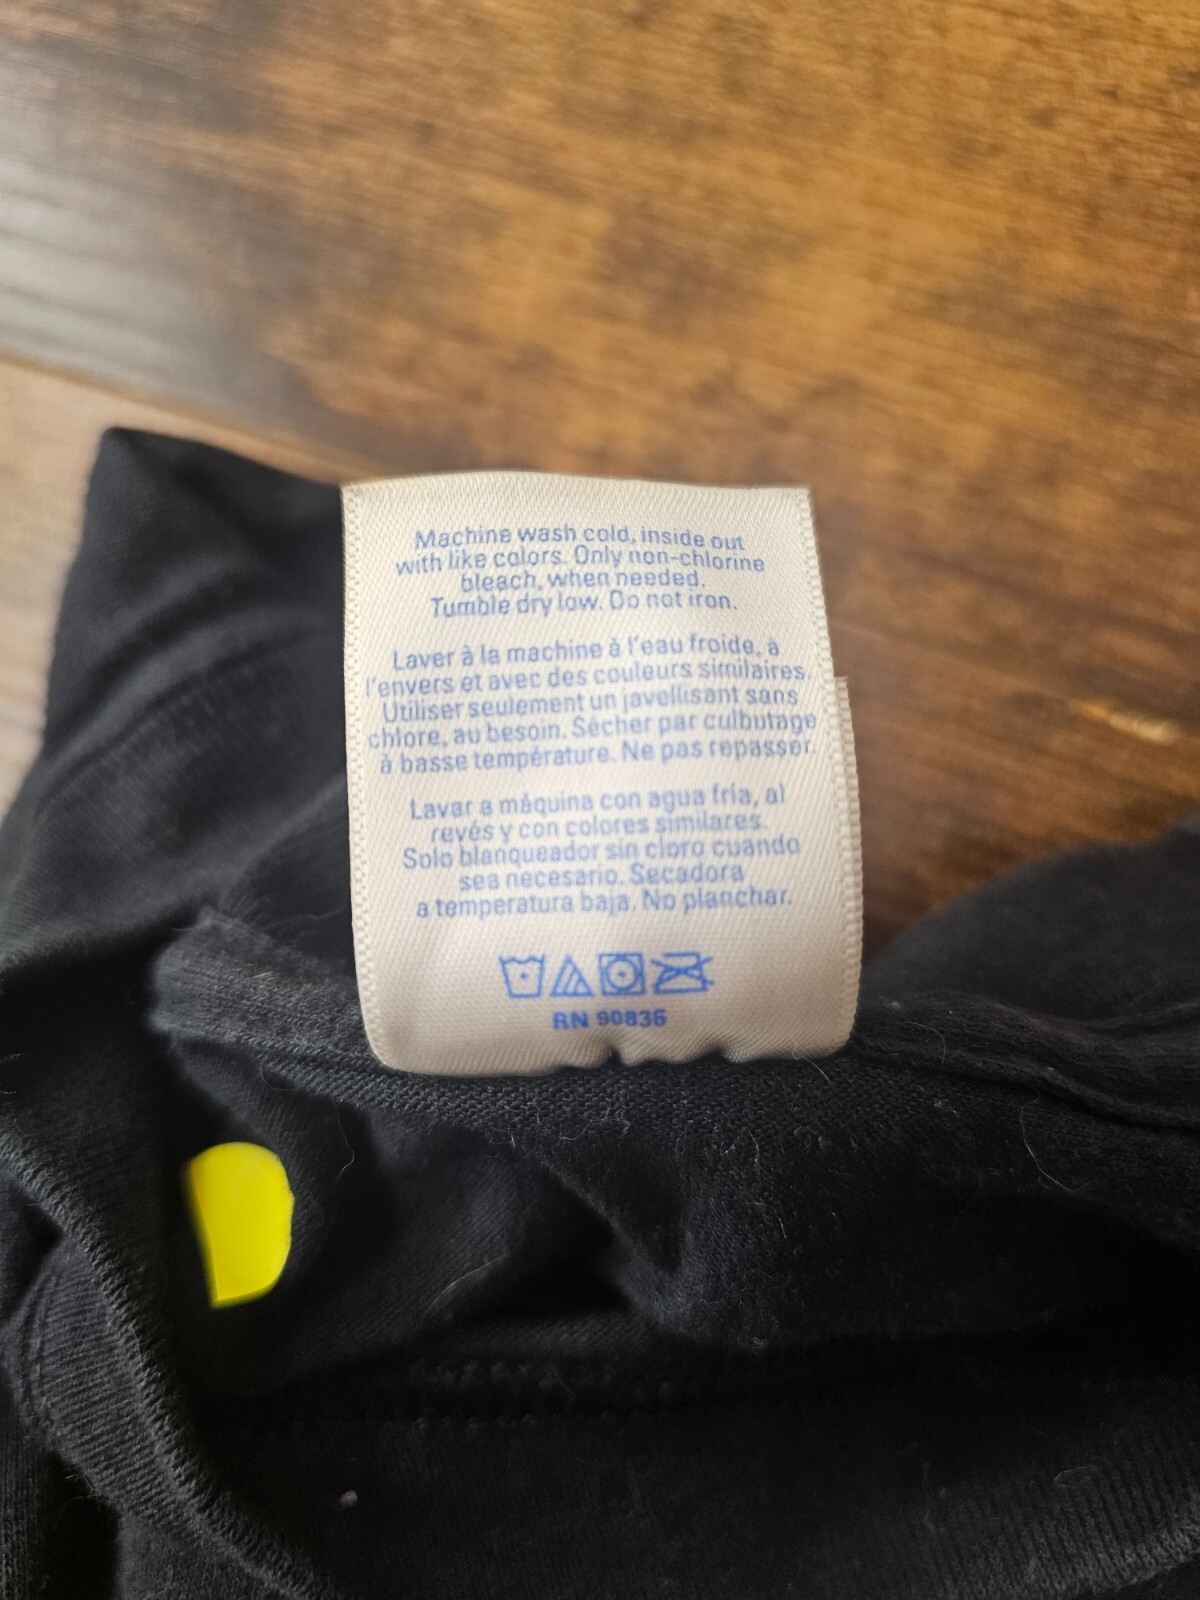 Machine wash cold, inside out
with like colors. Only non-chlorine
bleach, when needed.
Tumble dry low. Do not iron.
Laver à la machine à l'eau froide, à
l'envers et avec des couleurs similaires.
Utiliser seulement un javellisant sans
chlore, au besoin. Sécher par culbutage
à basse température. Ne pas repasser.
Lavar a máquina con agua fría, al
revés y con colores similares.
Solo blanqueador sin cloro cuando
sea necesario. Secadora
a temperatura baja. No planchar.
RN 90836